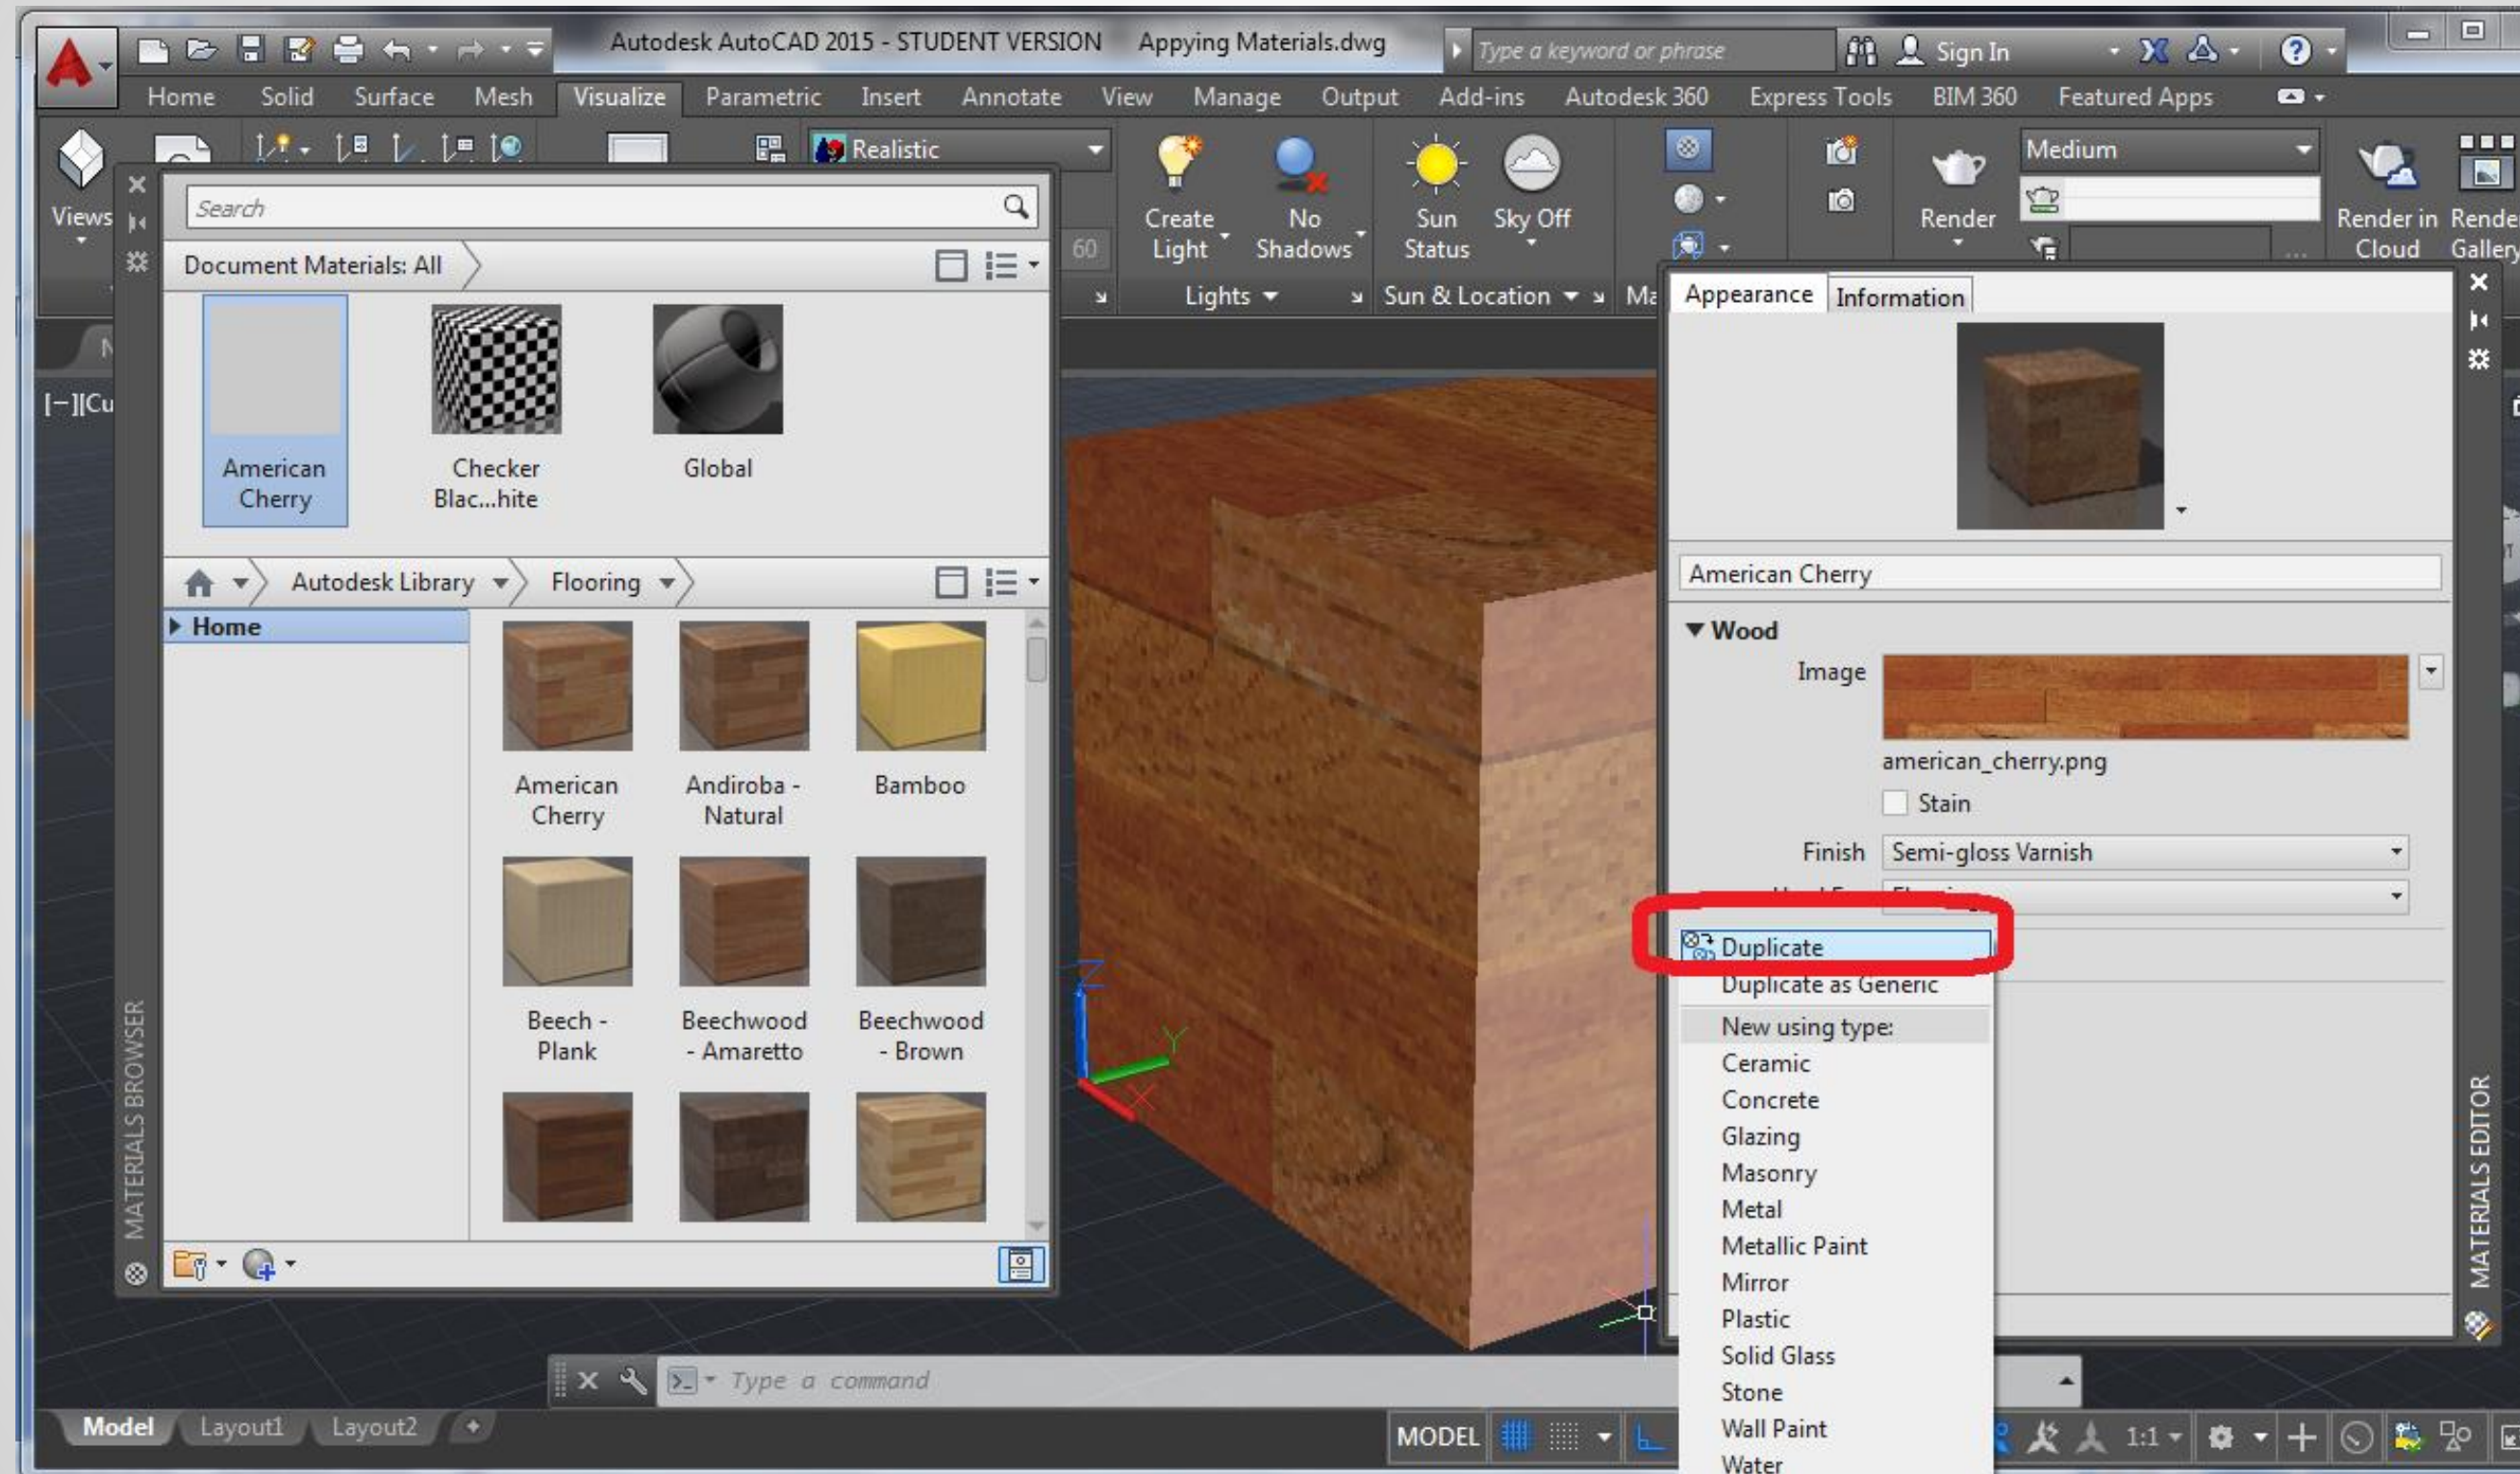 Autodesk AutoCAD 2015 - STUDENT VERSION Appying Materials.dwg
Type a keyword or phrase
Sign In
Home Solid Surface Mesh Visualize Parametric Insert Annotate View Manage Output Add-ins Autodesk 360 Express Tools BIM 360 Featured Apps
Realistic
Medium
Views
Create Light
No Shadows
Sun Status
Sky Off
Render
Render in Cloud
60
Lights
Sun & Location
Search
Document Materials: All
American
Cherry
Checker
Blac...hite
Global
Autodesk Library
Flooring
Home
American
Cherry
Andiroba -
Natural
Bamboo
Beech -
Plank
Beechwood
- Amaretto
Beechwood
- Brown
MATERIALS BROWSER
Appearance Information
American Cherry
Wood
Image
american_cherry.png
Stain
Finish Semi-gloss Varnish
Duplicate
Duplicate as Generic
New using type:
Ceramic
Concrete
Glazing
Masonry
Metal
Metallic Paint
Mirror
Plastic
Solid Glass
Stone
Wall Paint
Water
MATERIALS EDITOR
Z
Y
X
Type a command
Model Layout1 Layout2
MODEL
1:1